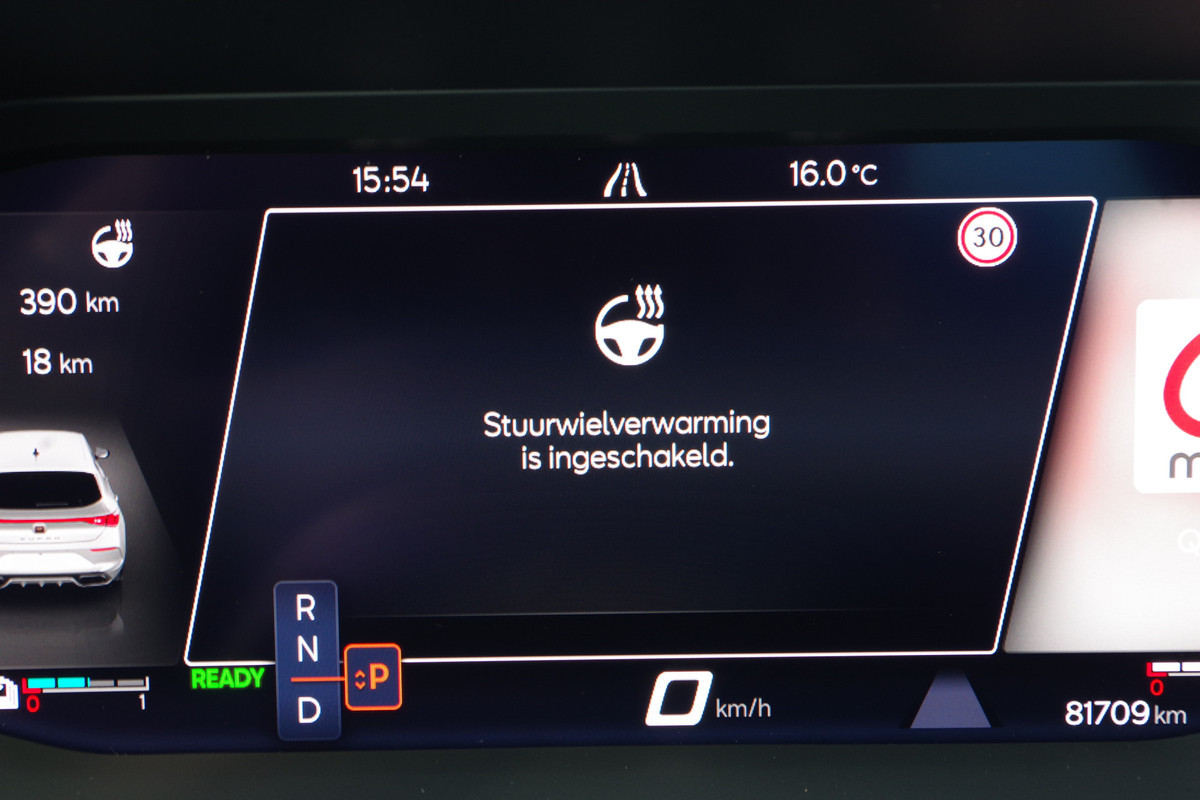 15:54
16.0 °C
30
390 km
18 km
Stuurwielverwarming
is ingeschakeld.
CUPRA
R
N
P
D
READY
0
1
0 km/h
0
81709 km